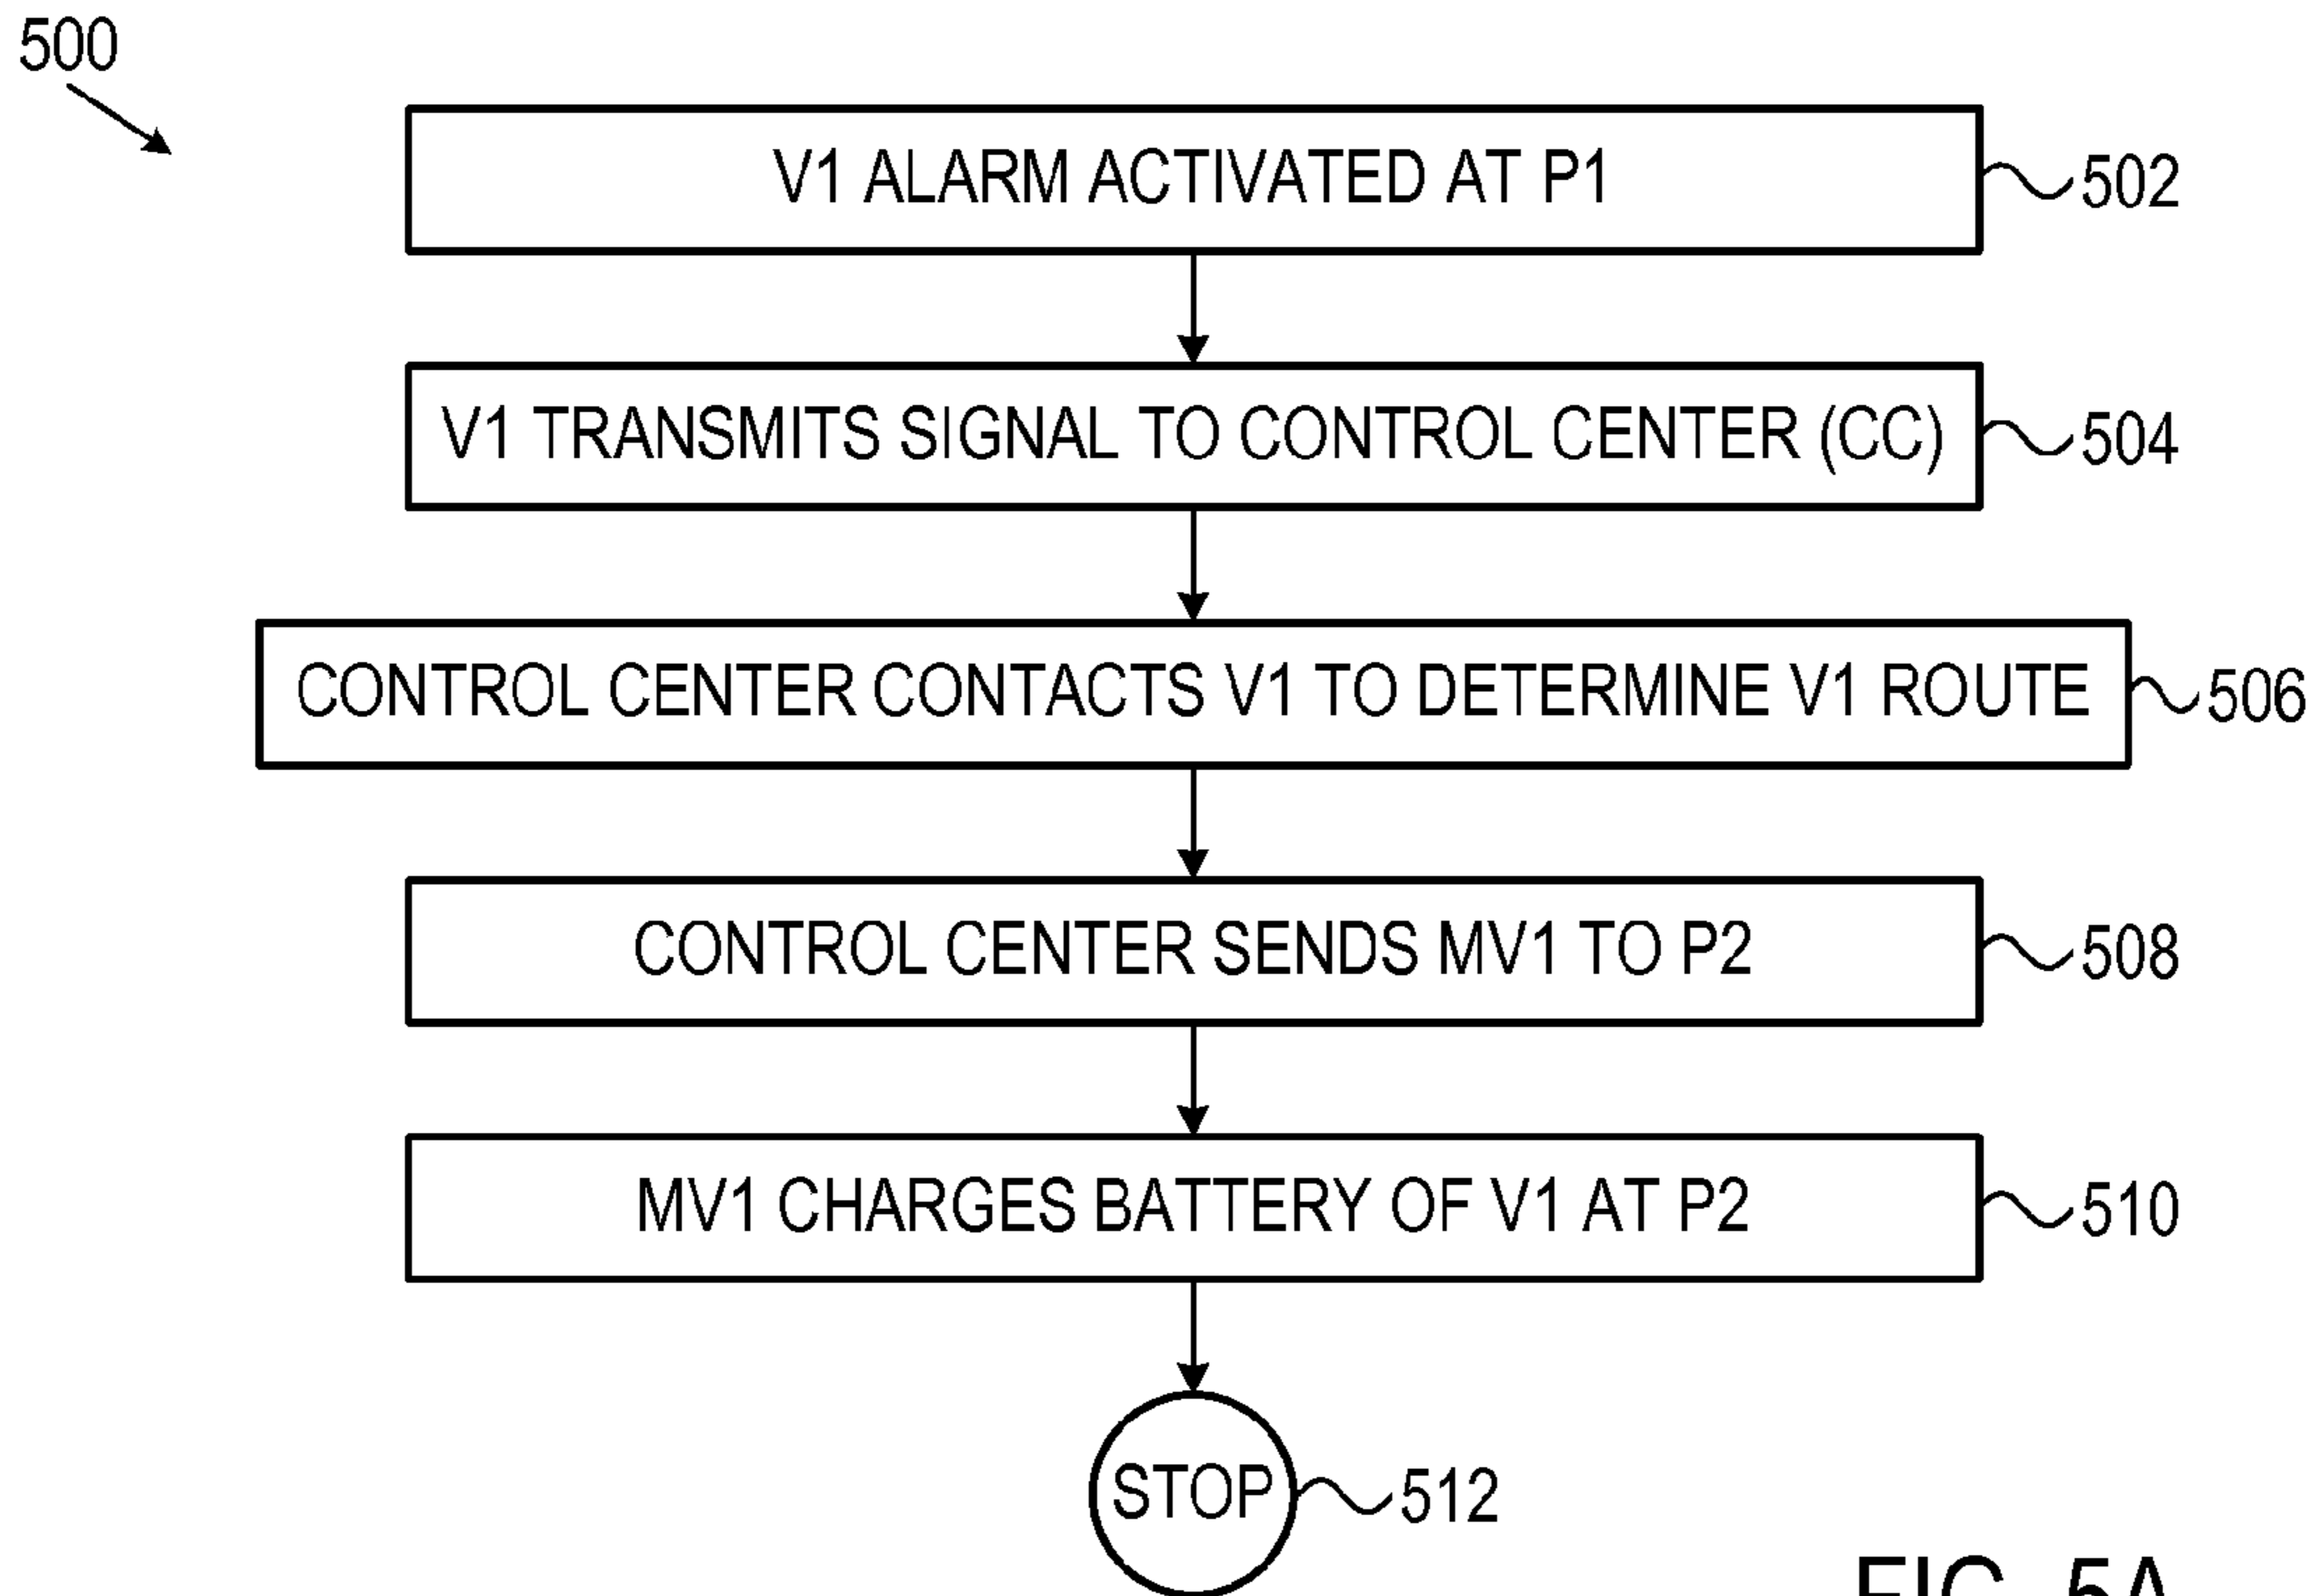 500
V1 ALARM ACTIVATED AT P1
502
V1 TRANSMITS SIGNAL TO CONTROL CENTER (CC)
504
CONTROL CENTER CONTACTS V1 TO DETERMINE V1 ROUTE
506
CONTROL CENTER SENDS MV1 TO P2
508
MV1 CHARGES BATTERY OF V1 AT P2
510
STOP
512
FIG. 5A